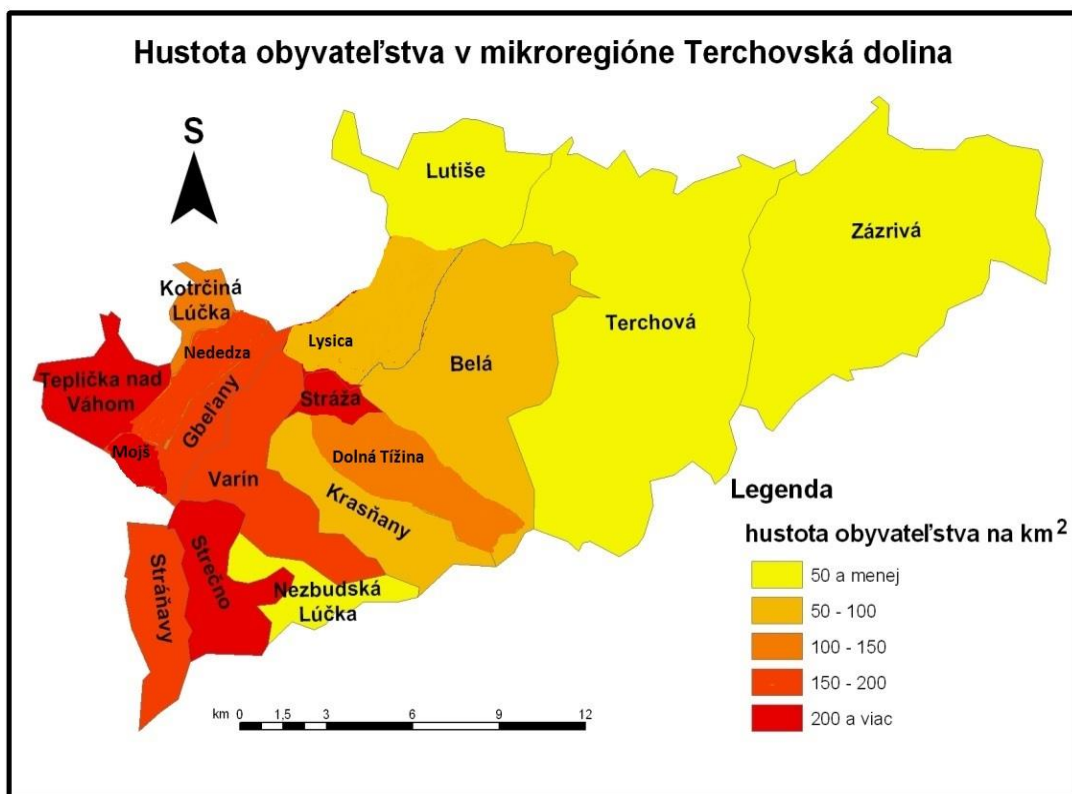 Hustota obyvateľstva v mikroregióne Terchovská dolina
S
Lutiše
Zázrivá
Kotrčiná
Lúčka
Terchová
Lysica
Nededza
Belá
Teplička nad
Váhom
Gbeľany
Stráža
Mojš
Dolná Tížina
Varín
Krasňany
Strečno
Stráňavy
Nezbudská
Lúčka
Legenda
hustota obyvateľstva na km²
50 a menej
50 - 100
100 - 150
150 - 200
200 a viac
km 0 1,5 3 6 9 12